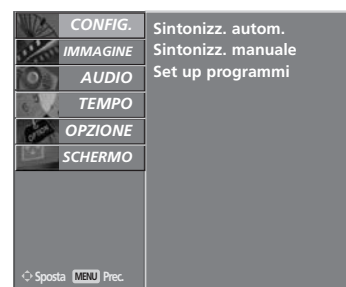 CONFIG.
IMMAGINE
AUDIO
TEMPO
OPZIONE
SCHERMO
Sposta MENU Prec.
Sintonizz. autom.
Sintonizz. manuale
Set up programmi